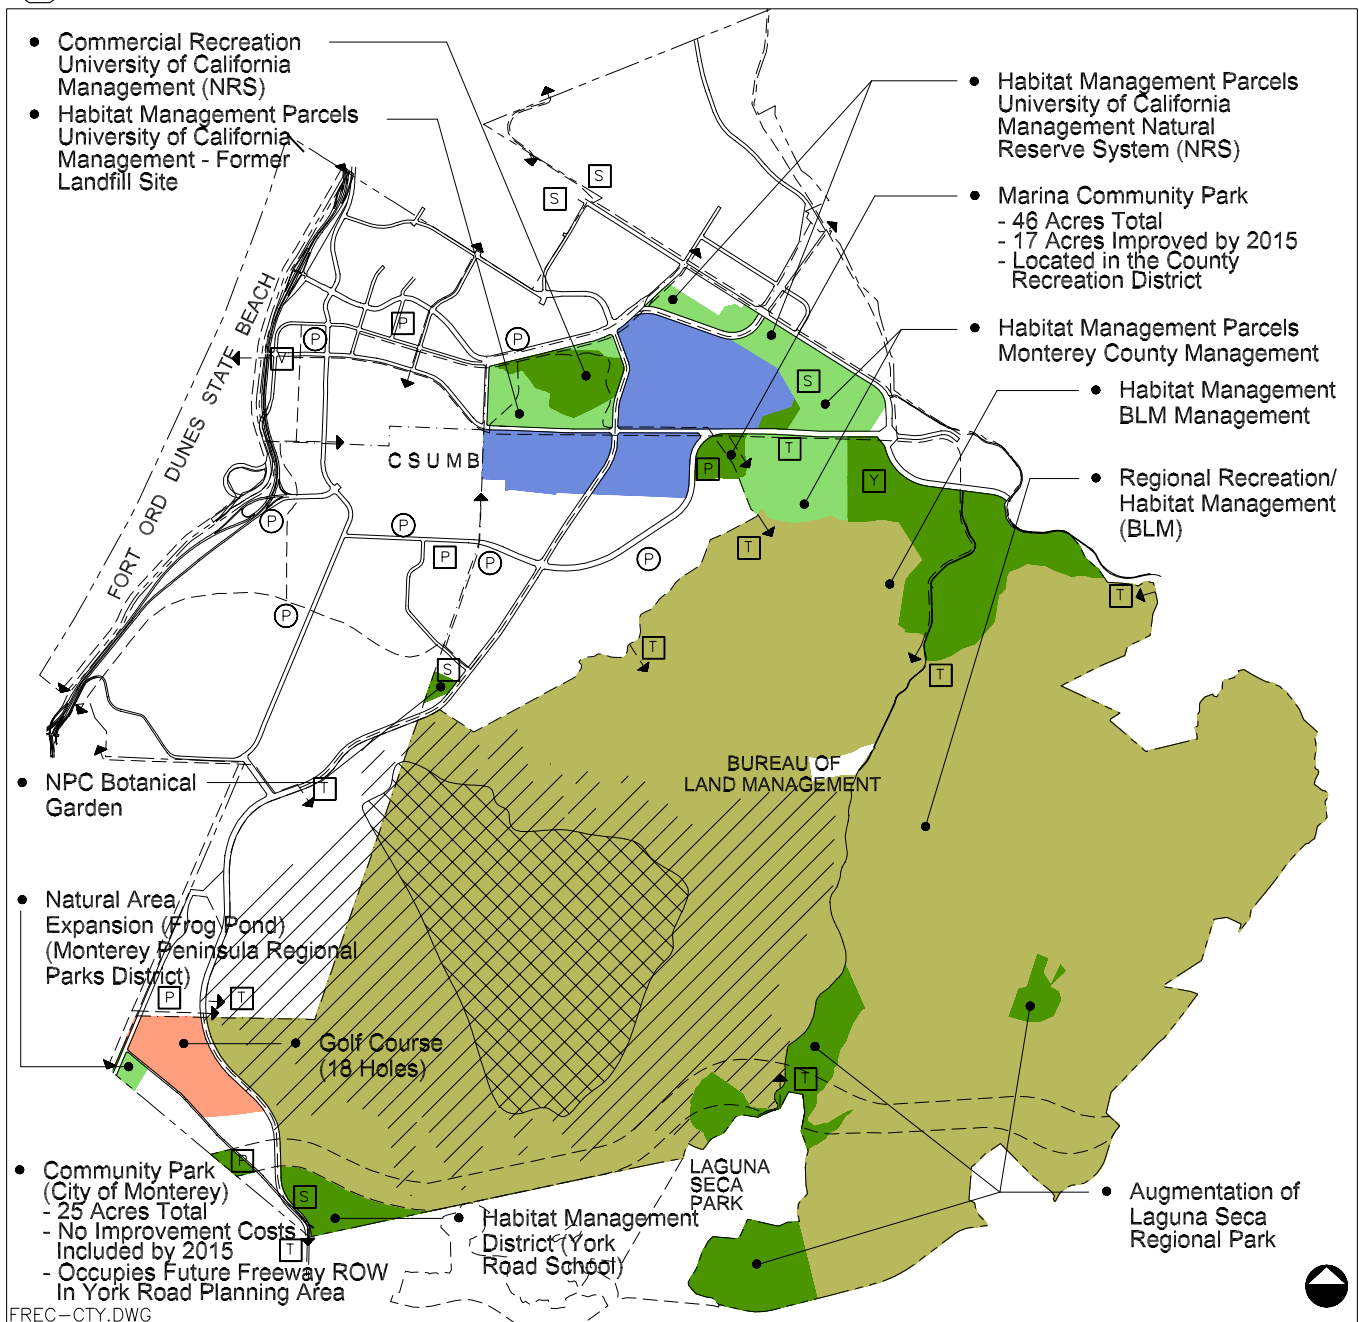 Commercial Recreation
University of California
Management (NRS)
Habitat Management Parcels
University of California
Management - Former
Landfill Site
Habitat Management Parcels
University of California
Management Natural
Reserve System (NRS)
Marina Community Park
- 46 Acres Total
- 17 Acres Improved by 2015
- Located in the County
Recreation District
Habitat Management Parcels
Monterey County Management
Habitat Management
BLM Management
Regional Recreation/
Habitat Management
(BLM)
FORT ORD DUNES STATE BEACH
S
S
P
P
P
V
S
CSUMB
P
T
Y
P
P
P
P
T
P
T
P
T
S
T
BUREAU OF
LAND MANAGEMENT
NPC Botanical
Garden
T
Natural Area
Expansion (Frog Pond)
(Monterey Peninsula Regional
Parks District)
P
T
Golf Course
(18 Holes)
T
Community Park
(City of Monterey)
- 25 Acres Total
- No Improvement Costs
Included by 2015
- Occupies Future Freeway ROW
In York Road Planning Area
P
S
T
Habitat Management
District (York
Road School)
LAGUNA
SECA
PARK
Augmentation of
Laguna Seca
Regional Park
FREC-CTY.DWG